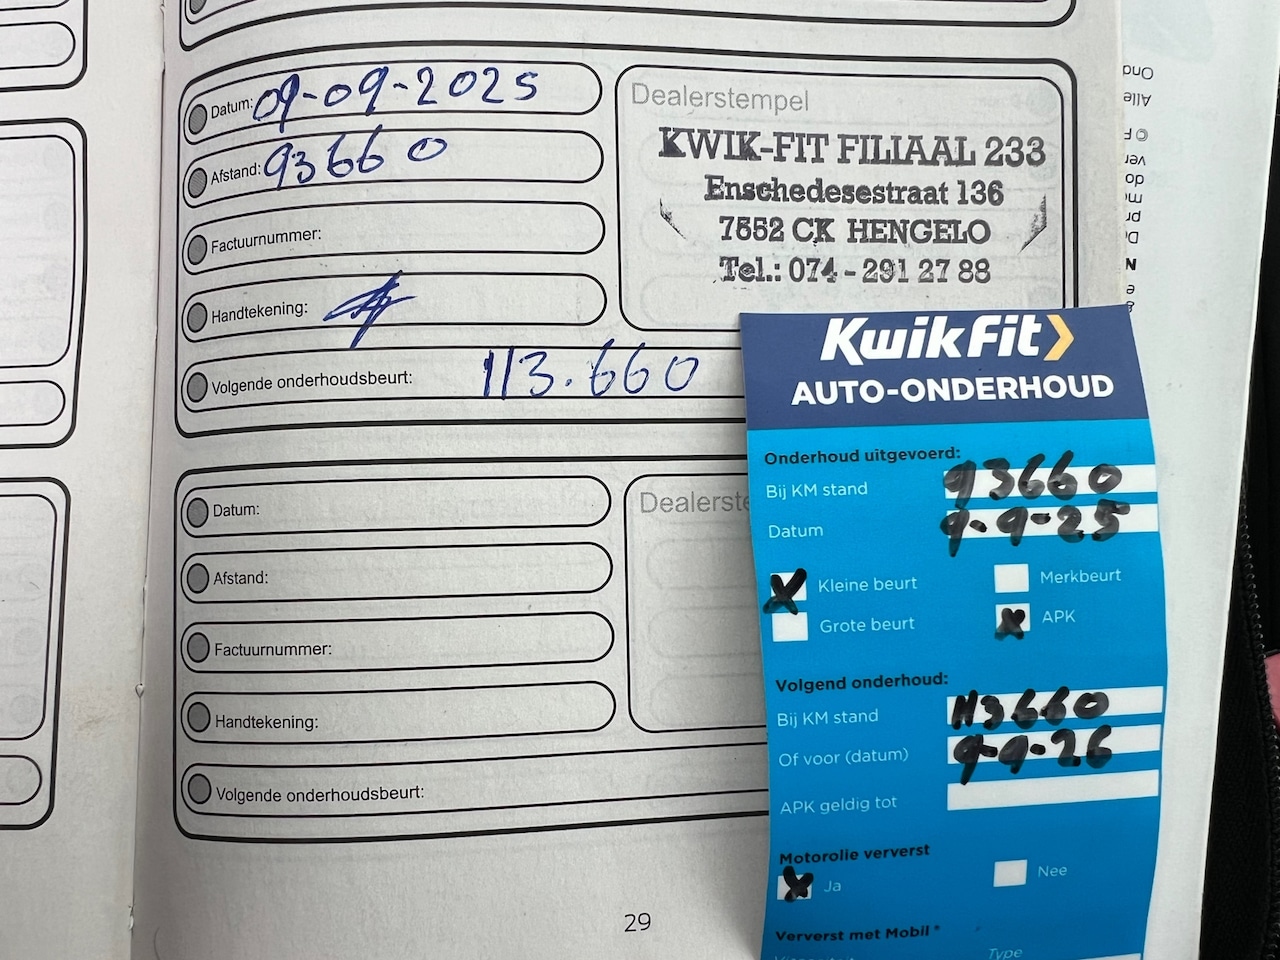 Datum: 09-09-2025
Afstand: 93660
Factuurnummer:
Handtekening:
Volgende onderhoudsbeurt: 113.660
Dealerstempel
KWIK-FIT FILIAAL 233
Enschedesestraat 136
7552 CK HENGELO
Tel.: 074 - 291 27 88
Datum:
Afstand:
Factuurnummer:
Handtekening:
Volgende onderhoudsbeurt:
29
KwikFit
AUTO-ONDERHOUD
Onderhoud uitgevoerd:
Bij KM stand 93660
Datum 9-9-25
X Kleine beurt
Merkbeurt
Grote beurt
X APK
Volgend onderhoud:
Bij KM stand 113660
Of voor (datum) 9-9-26
APK geldig tot
Motorolie ververst
X Ja
Nee
Ververst met Mobil *
Type